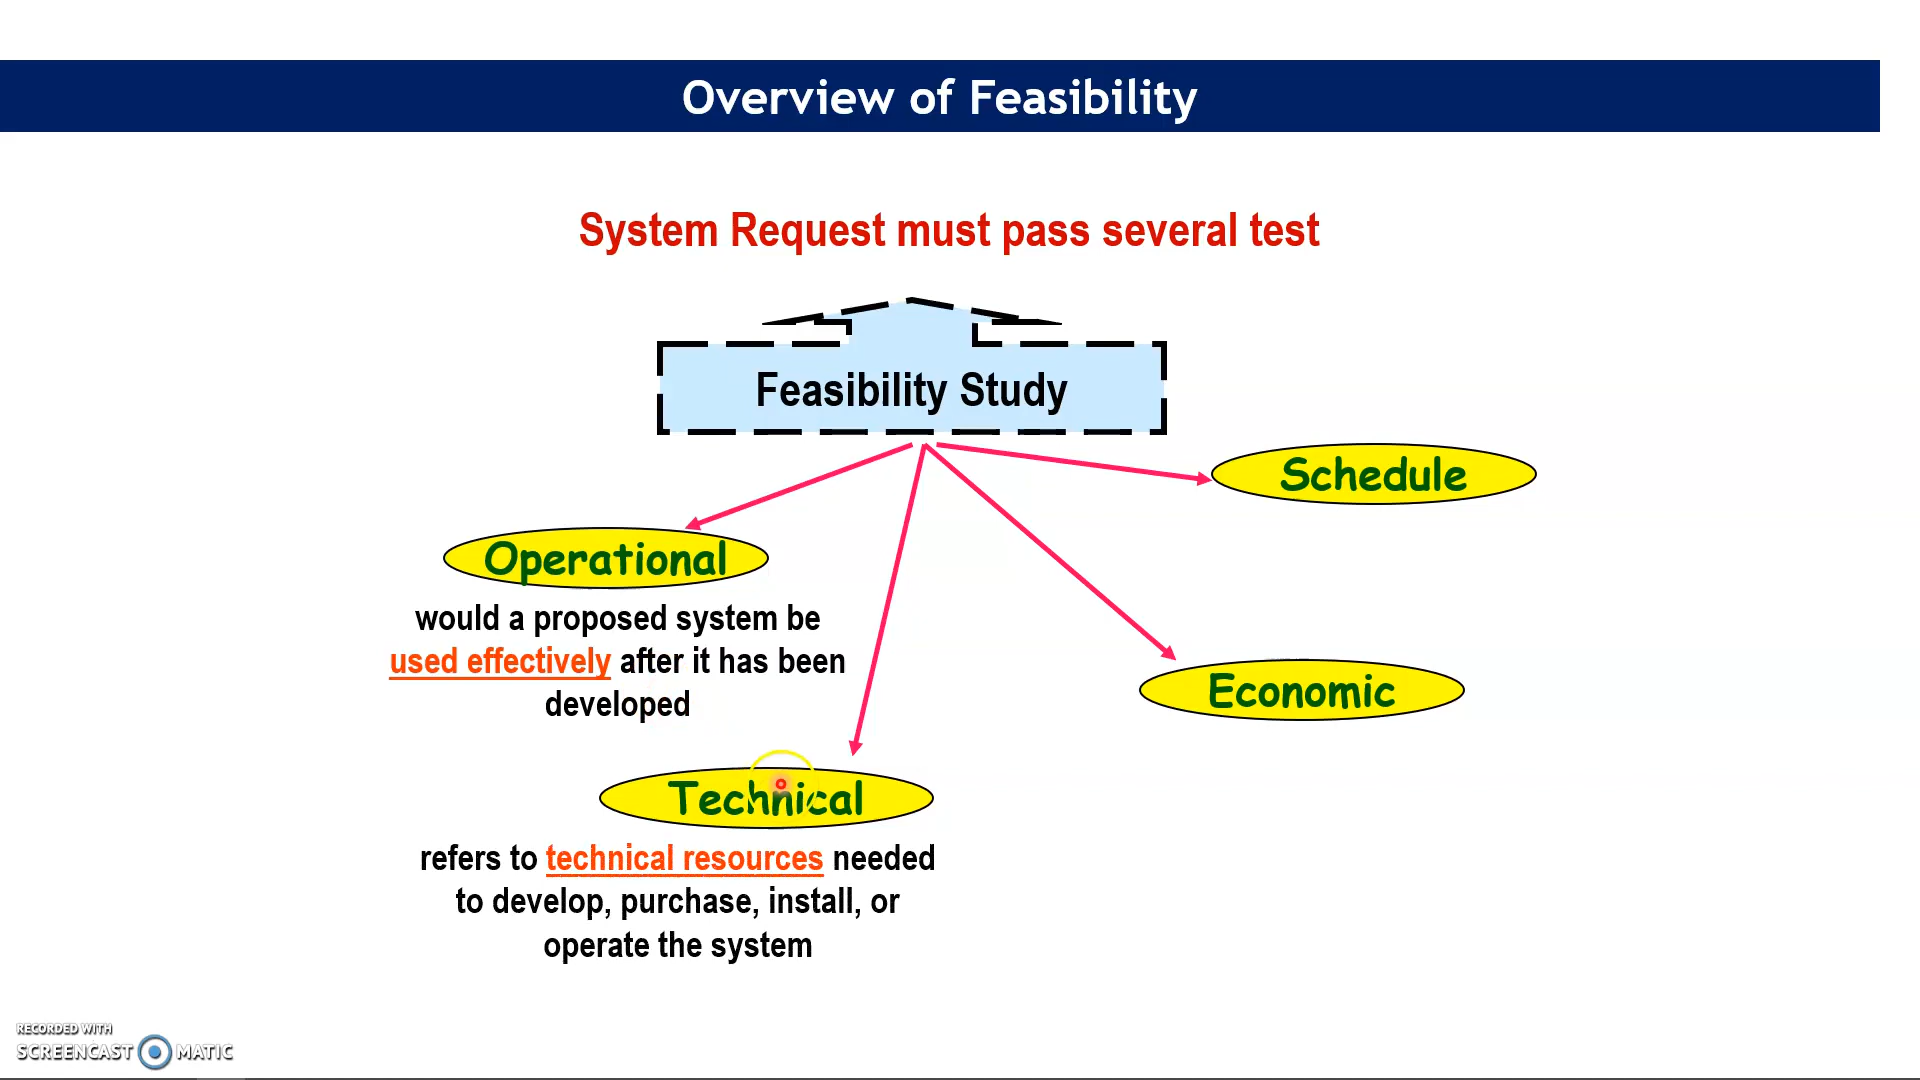 Overview of Feasibility
System Request must pass several test
Feasibility Study
Schedule
Operational
would a proposed system be
used effectively after it has been
developed
Economic
Technical
refers to technical resources needed
to develop, purchase, install, or
operate the system
RECORDED WITH
SCREENCAST MATIC